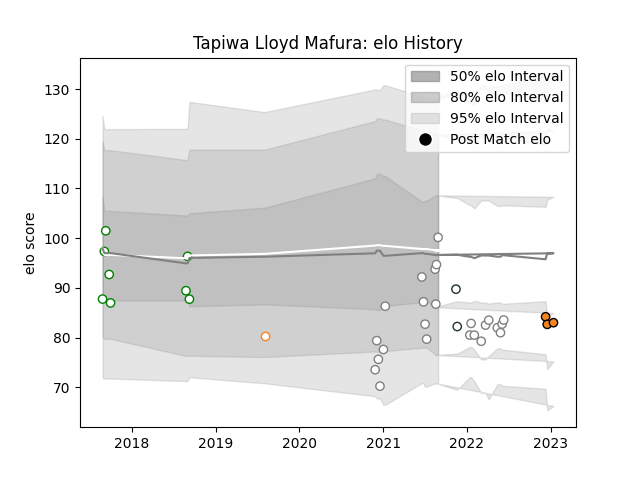 Tapiwa Lloyd Mafura: elo History
50% elo Interval
80% elo Interval
95% elo Interval
Post Match elo
elo score
130
120
110
100
90
80
70
2018 2019 2020 2021 2022 2023